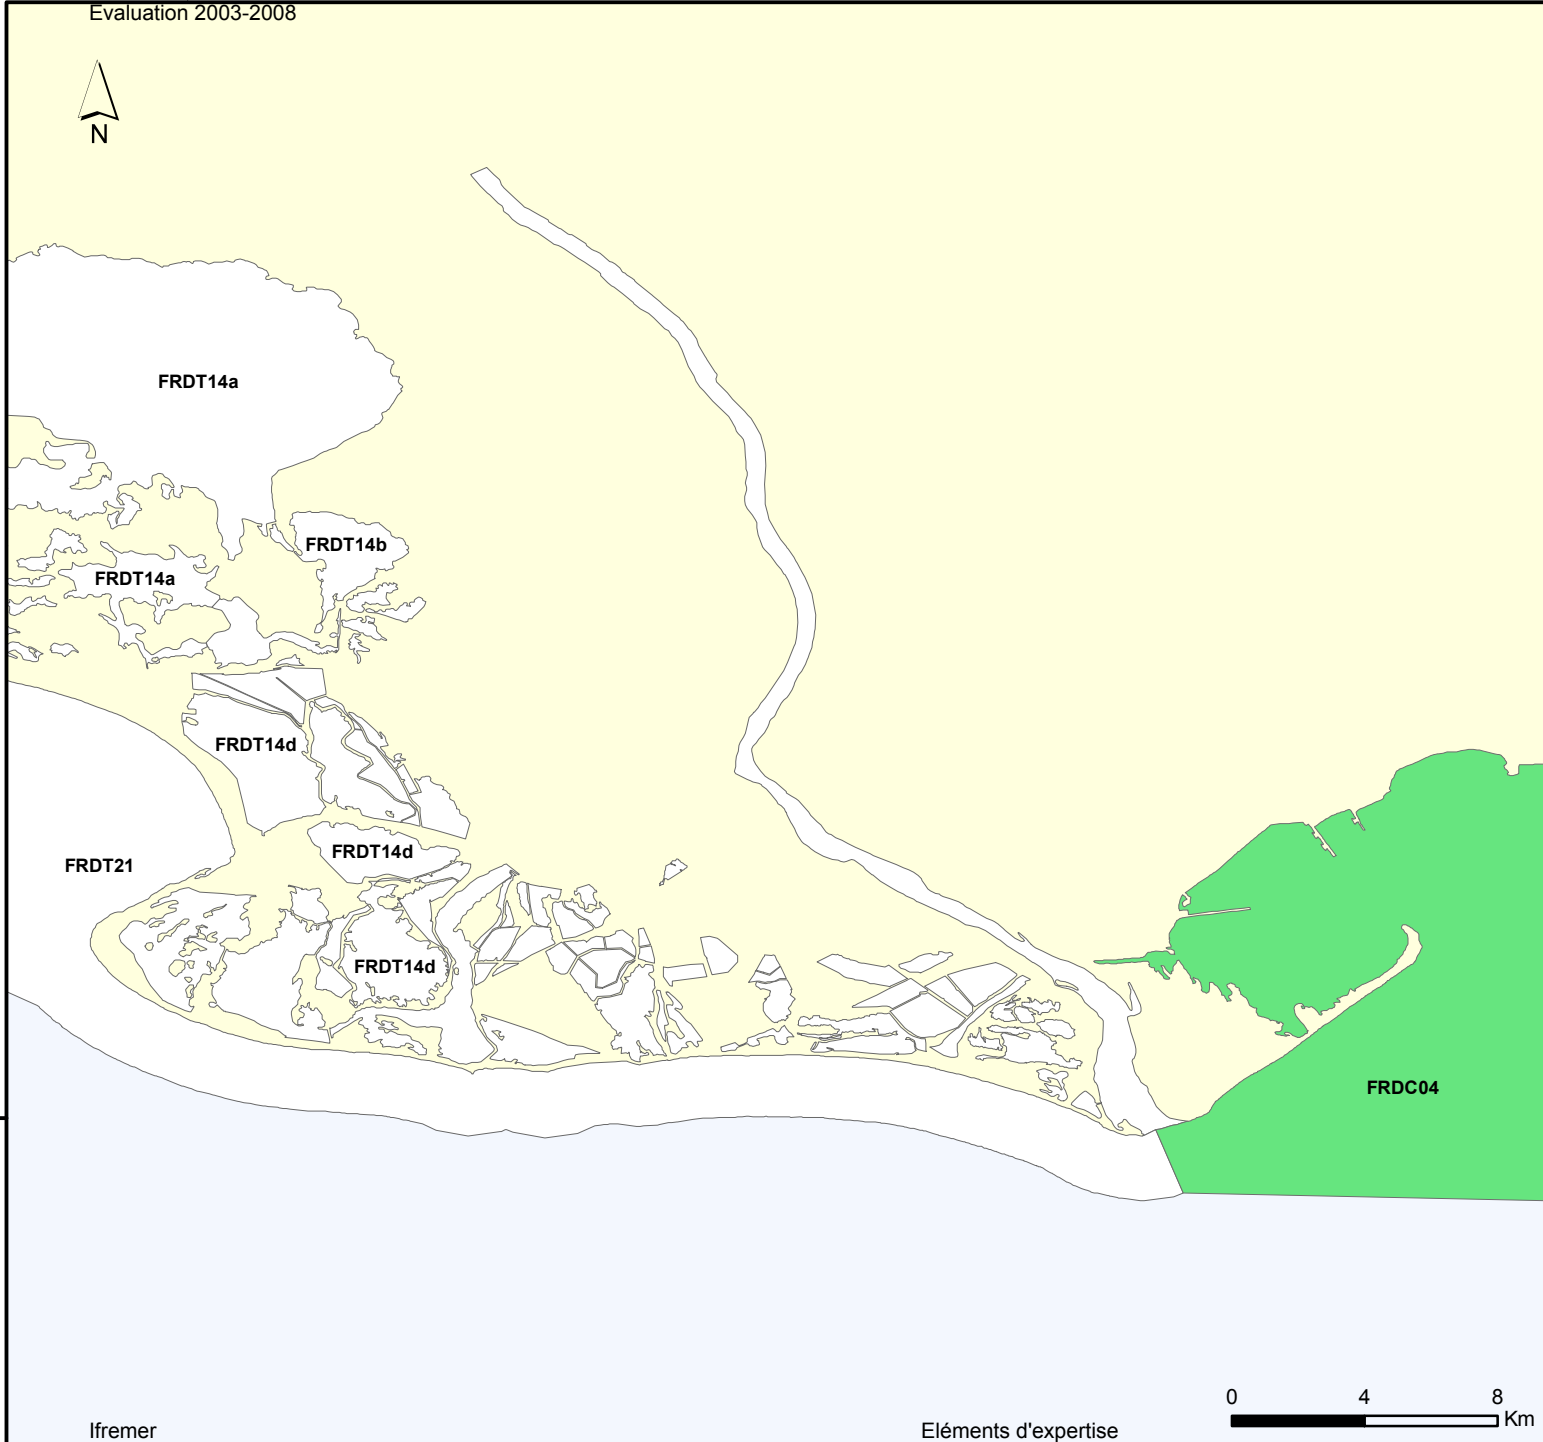 Evaluation 2003-2008
N
FRDT14a
FRDT14b
FRDT14a
FRDT14d
FRDT14d
FRDT21
FRDT14d
FRDC04
0 4 8
Km
Ifremer
Eléments d'expertise